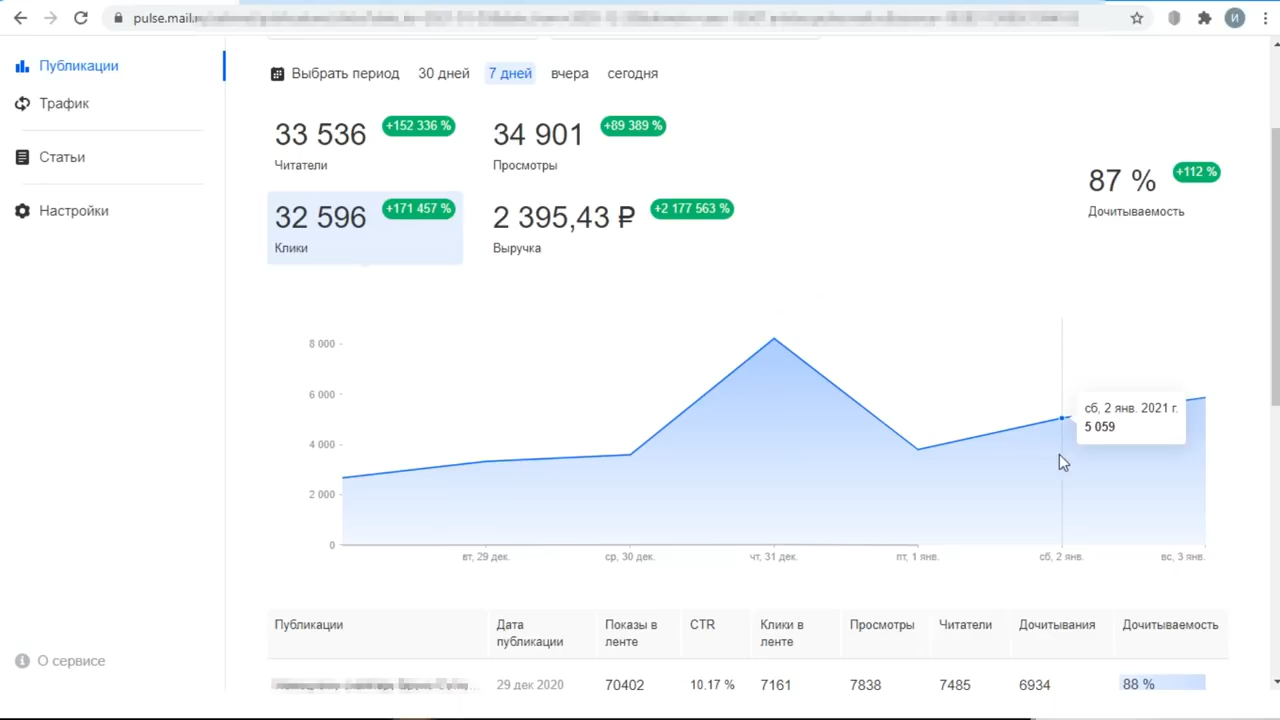 pulse.mail.
И
Публикации
Трафик
Статьи
Настройки
О сервисе
Выбрать период 30 дней 7 дней вчера сегодня
33 536 +152 336 %
Читатели
34 901 +89 389 %
Просмотры
87 % +112 %
Дочитываемость
32 596 +171 457 %
Клики
2 395,43 ₽ +2 177 563 %
Выручка
8 000
6 000
4 000
2 000
0
сб, 2 янв. 2021 г.
5 059
вт, 29 дек. ср, 30 дек. чт, 31 дек. пт, 1 янв. сб, 2 янв. вс, 3 янв.
Публикации Дата публикации Показы в ленте CTR Клики в ленте Просмотры Читатели Дочитывания Дочитываемость
29 дек 2020 70402 10.17 % 7161 7838 7485 6934 88 %